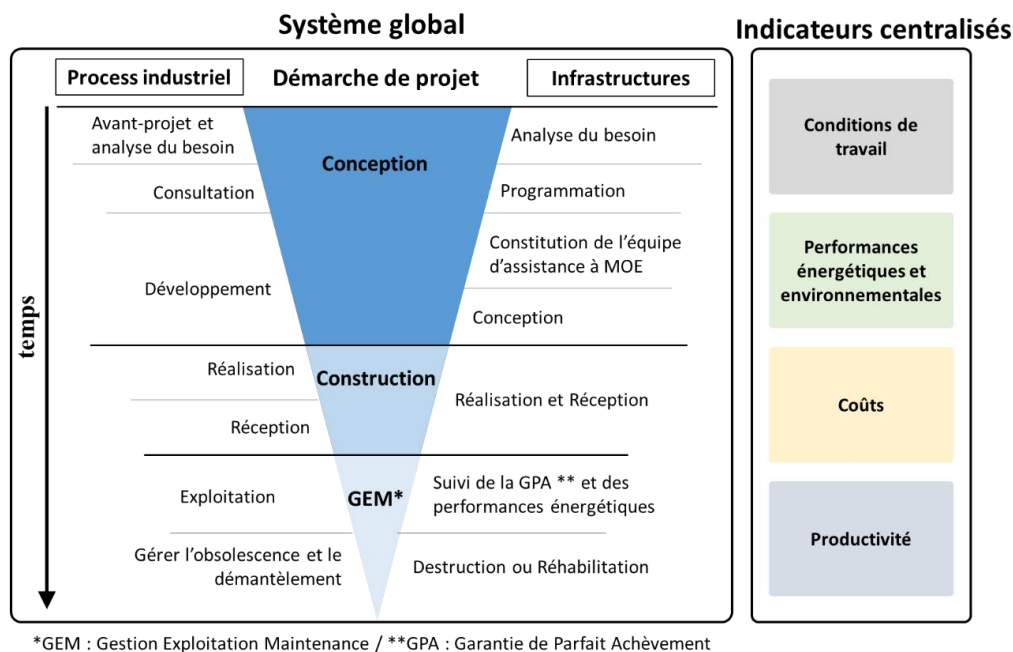 Système global
Indicateurs centralisés
Process industriel
Démarche de projet
Infrastructures
temps
Avant-projet et
analyse du besoin
Consultation
Développement
Réalisation
Réception
Exploitation
Gérer l'obsolescence et le
démantèlement
Conception
Construction
GEM*
Analyse du besoin
Programmation
Constitution de l'équipe
d'assistance à MOE
Conception
Réalisation et Réception
Suivi de la GPA ** et des
performances énergétiques
Destruction ou Réhabilitation
Conditions de
travail
Performances
énergétiques et
environnementales
Coûts
Productivité
*GEM : Gestion Exploitation Maintenance / **GPA : Garantie de Parfait Achèvement